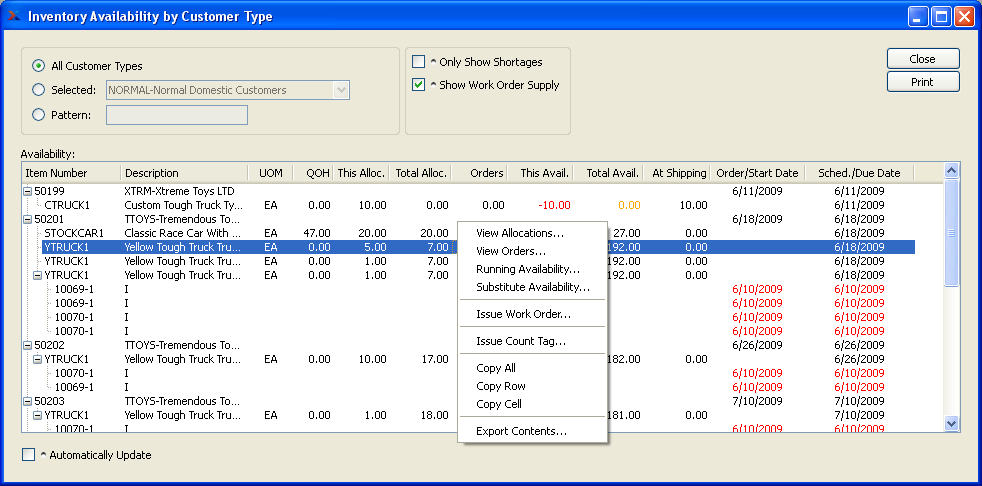 Inventory Availability by Customer Type
All Customer Types
Selected: NORMAL-Normal Domestic Customers
Pattern:
^ Only Show Shortages
^ Show Work Order Supply
Close
Print
Availability:
Item Number Description UOM QOH This Alloc. Total Alloc. Orders This Avail. Total Avail. At Shipping Order/Start Date Sched./Due Date
50199 XTRM-Xtreme Toys LTD 6/11/2009 6/11/2009
CTRUCK1 Custom Tough Truck Ty... EA 0.00 10.00 0.00 0.00 -10.00 0.00 10.00 6/11/2009
50201 TTOYS-Tremendous To... 6/18/2009 6/18/2009
STOCKCAR1 Classic Race Car With ... EA 47.00 20.00 20.00 27.00 0.00 6/18/2009
YTRUCK1 Yellow Tough Truck Tru... EA 0.00 5.00 7.00 192.00 0.00 6/18/2009
YTRUCK1 Yellow Tough Truck Tru... EA 0.00 1.00 7.00 192.00 0.00 6/18/2009
YTRUCK1 Yellow Tough Truck Tru... EA 0.00 1.00 7.00 192.00 0.00 6/18/2009
10069-1 I 6/10/2009 6/10/2009
10069-1 I 6/10/2009 6/10/2009
10070-1 I 6/10/2009 6/10/2009
10070-1 I 6/10/2009 6/10/2009
50202 TTOYS-Tremendous To... 6/26/2009 6/26/2009
YTRUCK1 Yellow Tough Truck Tru... EA 0.00 10.00 17.00 182.00 0.00 6/26/2009
10070-1 I 6/10/2009 6/10/2009
10069-1 I 6/10/2009 6/10/2009
50203 TTOYS-Tremendous To... 7/10/2009 7/10/2009
YTRUCK1 Yellow Tough Truck Tru... EA 0.00 1.00 18.00 181.00 0.00 7/10/2009
10070-1 I 6/10/2009 6/10/2009
View Allocations...
View Orders...
Running Availability...
Substitute Availability...
Issue Work Order...
Issue Count Tag...
Copy All
Copy Row
Copy Cell
Export Contents...
^ Automatically Update